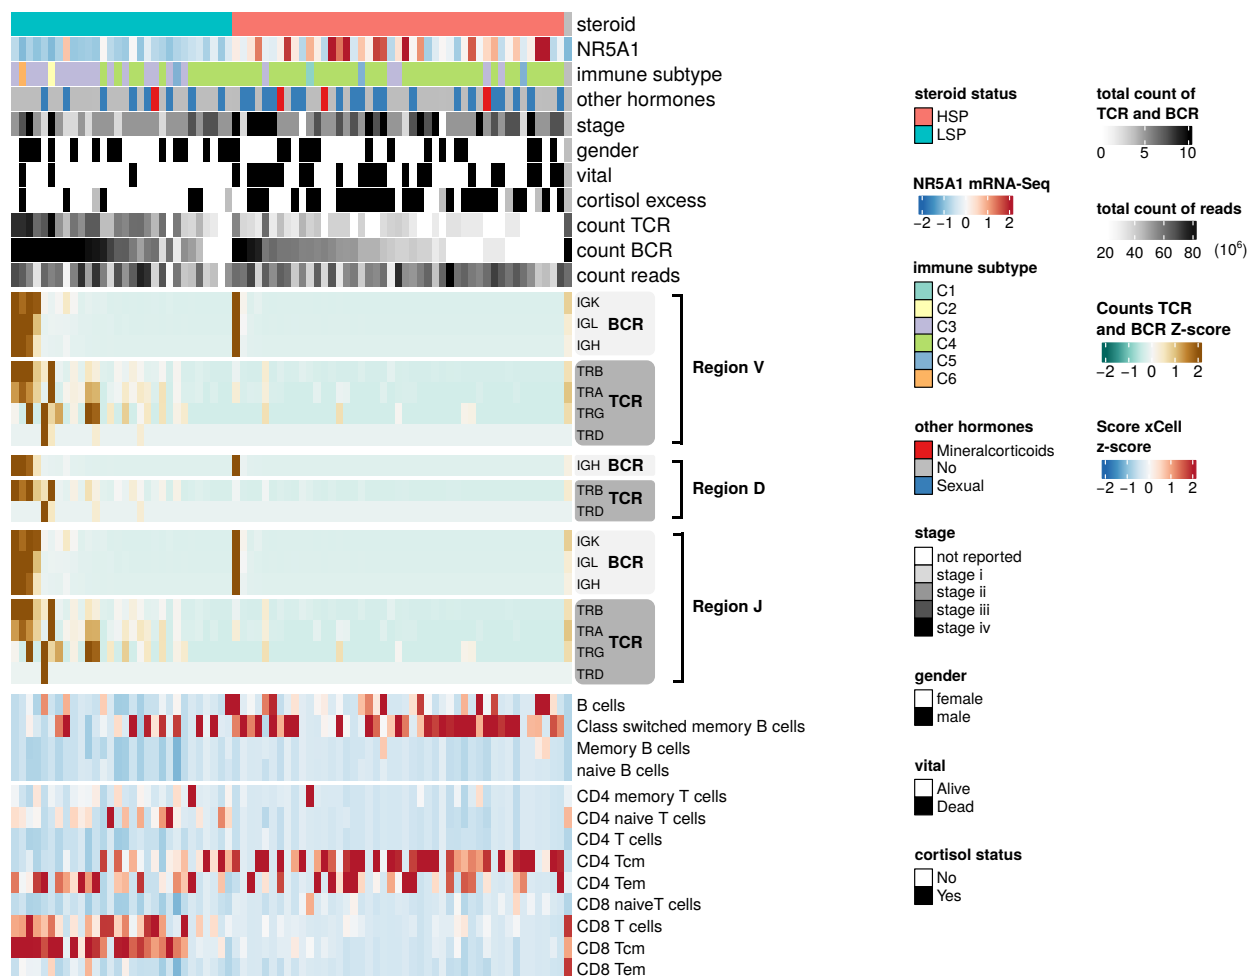 steroid
NR5A1
immune subtype
other hormones
stage
gender
vital
cortisol excess
count TCR
count BCR
count reads
IGK
IGL
IGH
BCR
TRB
TRA
TRG
TRD
TCR
Region V
IGH
BCR
TRB
TRD
TCR
Region D
IGK
IGL
IGH
BCR
TRB
TRA
TRG
TRD
TCR
Region J
B cells
Class switched memory B cells
Memory B cells
naive B cells
CD4 memory T cells
CD4 naive T cells
CD4 T cells
CD4 Tcm
CD4 Tem
CD8 naiveT cells
CD8 T cells
CD8 Tcm
CD8 Tem
steroid status
HSP
LSP
NR5A1 mRNA-Seq
−2 −1 0 1 2
immune subtype
C1
C2
C3
C4
C5
C6
other hormones
Mineralcorticoids
No
Sexual
stage
not reported
stage i
stage ii
stage iii
stage iv
gender
female
male
vital
Alive
Dead
cortisol status
No
Yes
total count of
TCR and BCR
0 5 10
total count of reads
20 40 60 80 (10⁶)
Counts TCR
and BCR Z-score
−2 −1 0 1 2
Score xCell
z-score
−2 −1 0 1 2